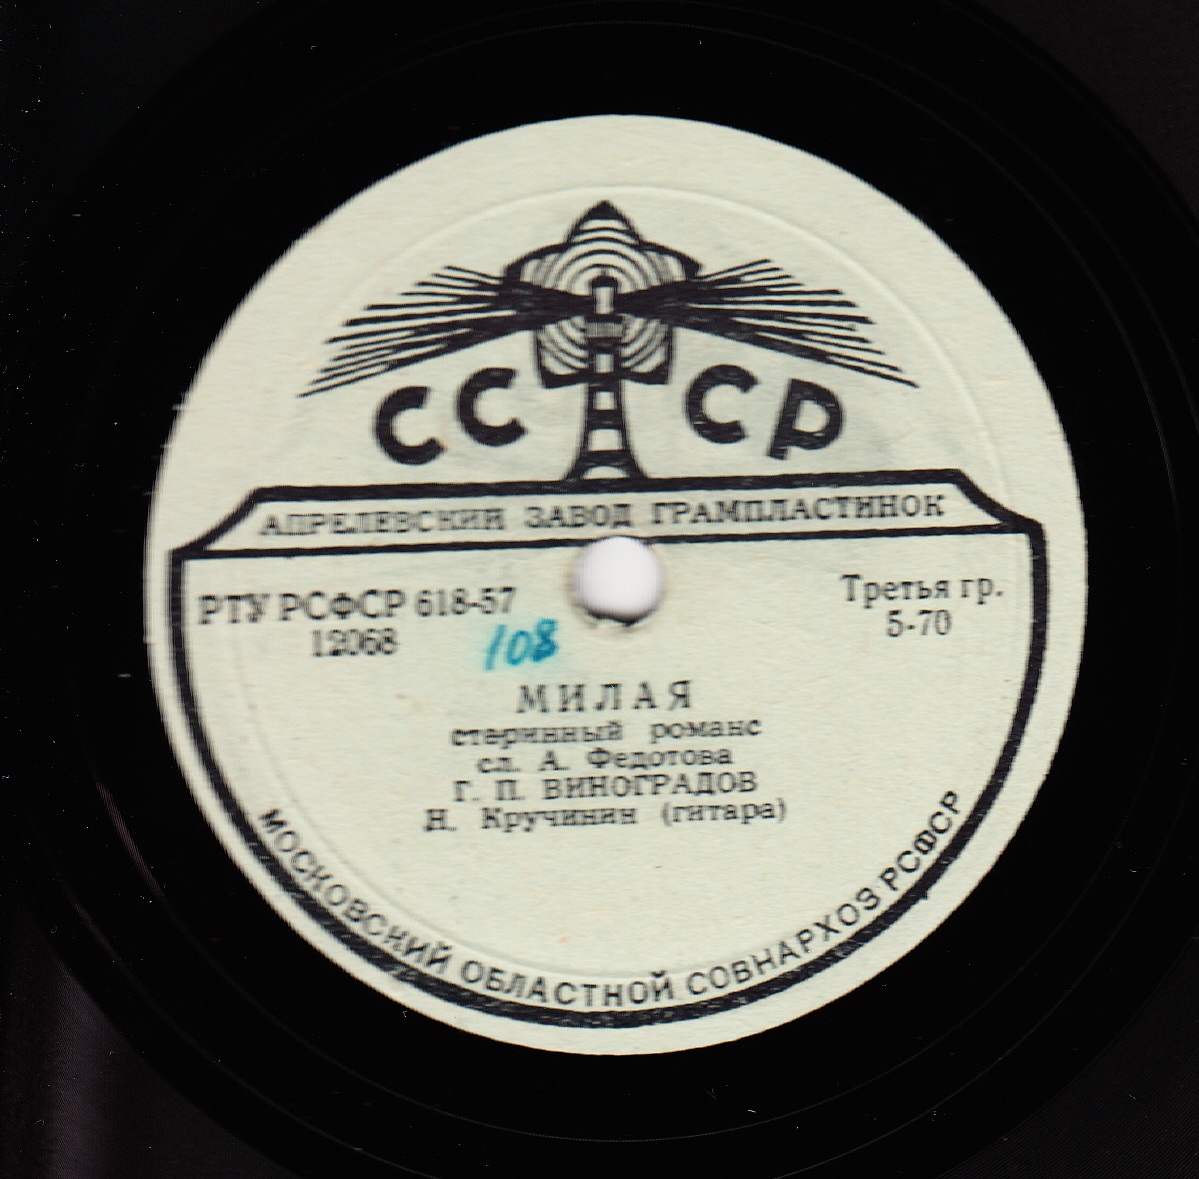 СССР
АПРЕЛЕВСКИЙ ЗАВОД ГРАМПЛАСТИНОК
РТУ РСФСР 618-57
12068
Третья гр.
5-70
108
МИЛАЯ
старинный романс
сл. А. Федотова
Г. П. ВИНОГРАДОВ
Н. Кручинин (гитара)
МОСКОВСКИЙ ОБЛАСТНОЙ СОВНАРХОЗ РСФСР